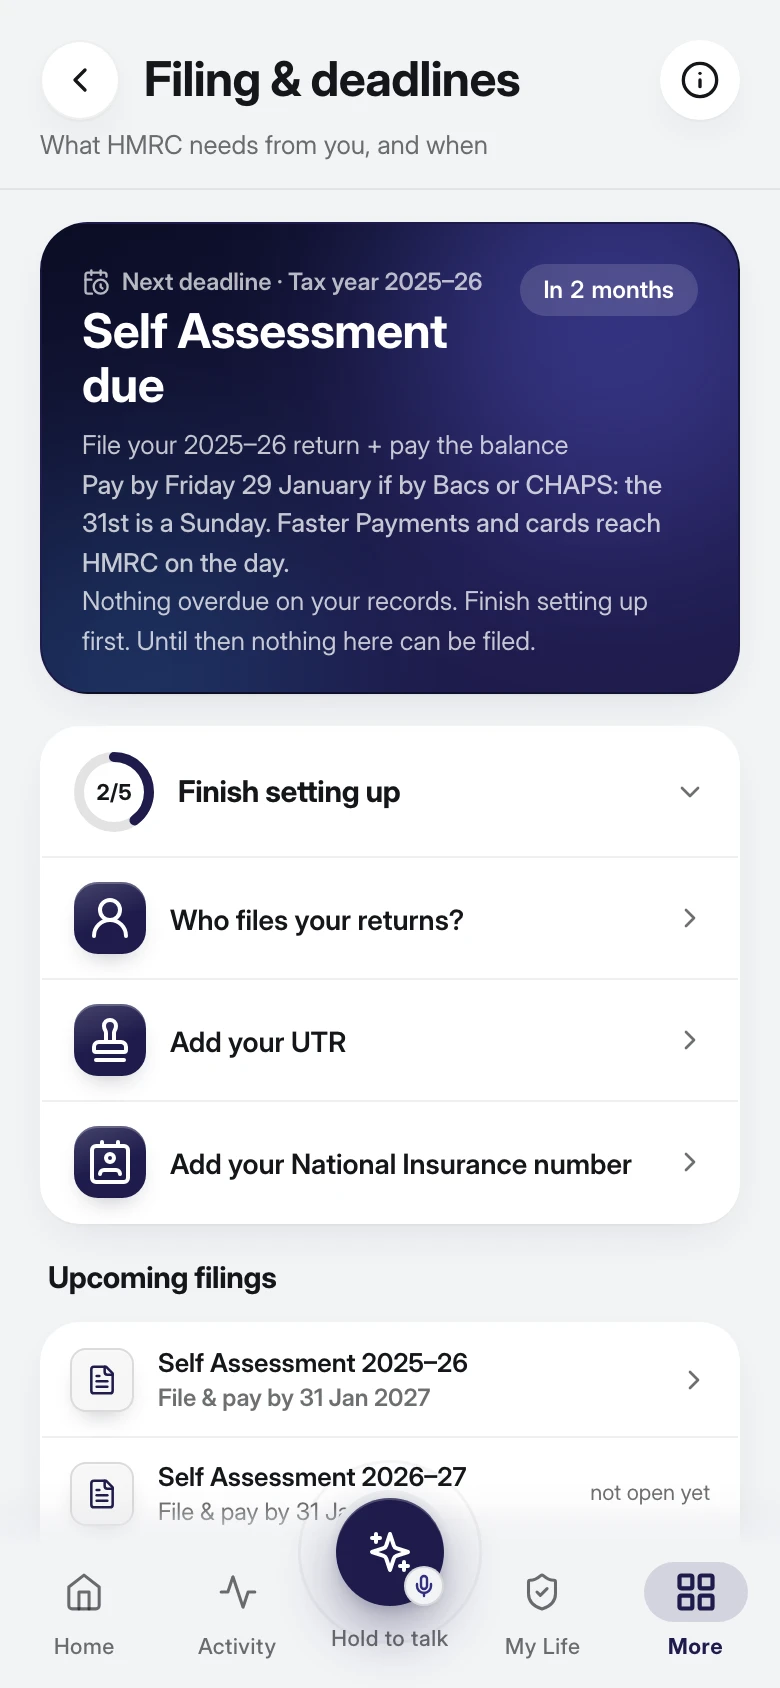 Filing & deadlines
What HMRC needs from you, and when
Next deadline · Tax year 2025–26
In 2 months
Self Assessment
due
File your 2025–26 return + pay the balance
Pay by Friday 29 January if by Bacs or CHAPS: the
31st is a Sunday. Faster Payments and cards reach
HMRC on the day.
Nothing overdue on your records. Finish setting up
first. Until then nothing here can be filed.
2/5
Finish setting up
Who files your returns?
Add your UTR
Add your National Insurance number
Upcoming filings
Self Assessment 2025–26
File & pay by 31 Jan 2027
Self Assessment 2026–27
File & pay by 31
not open yet
Home
Activity
Hold to talk
My Life
More